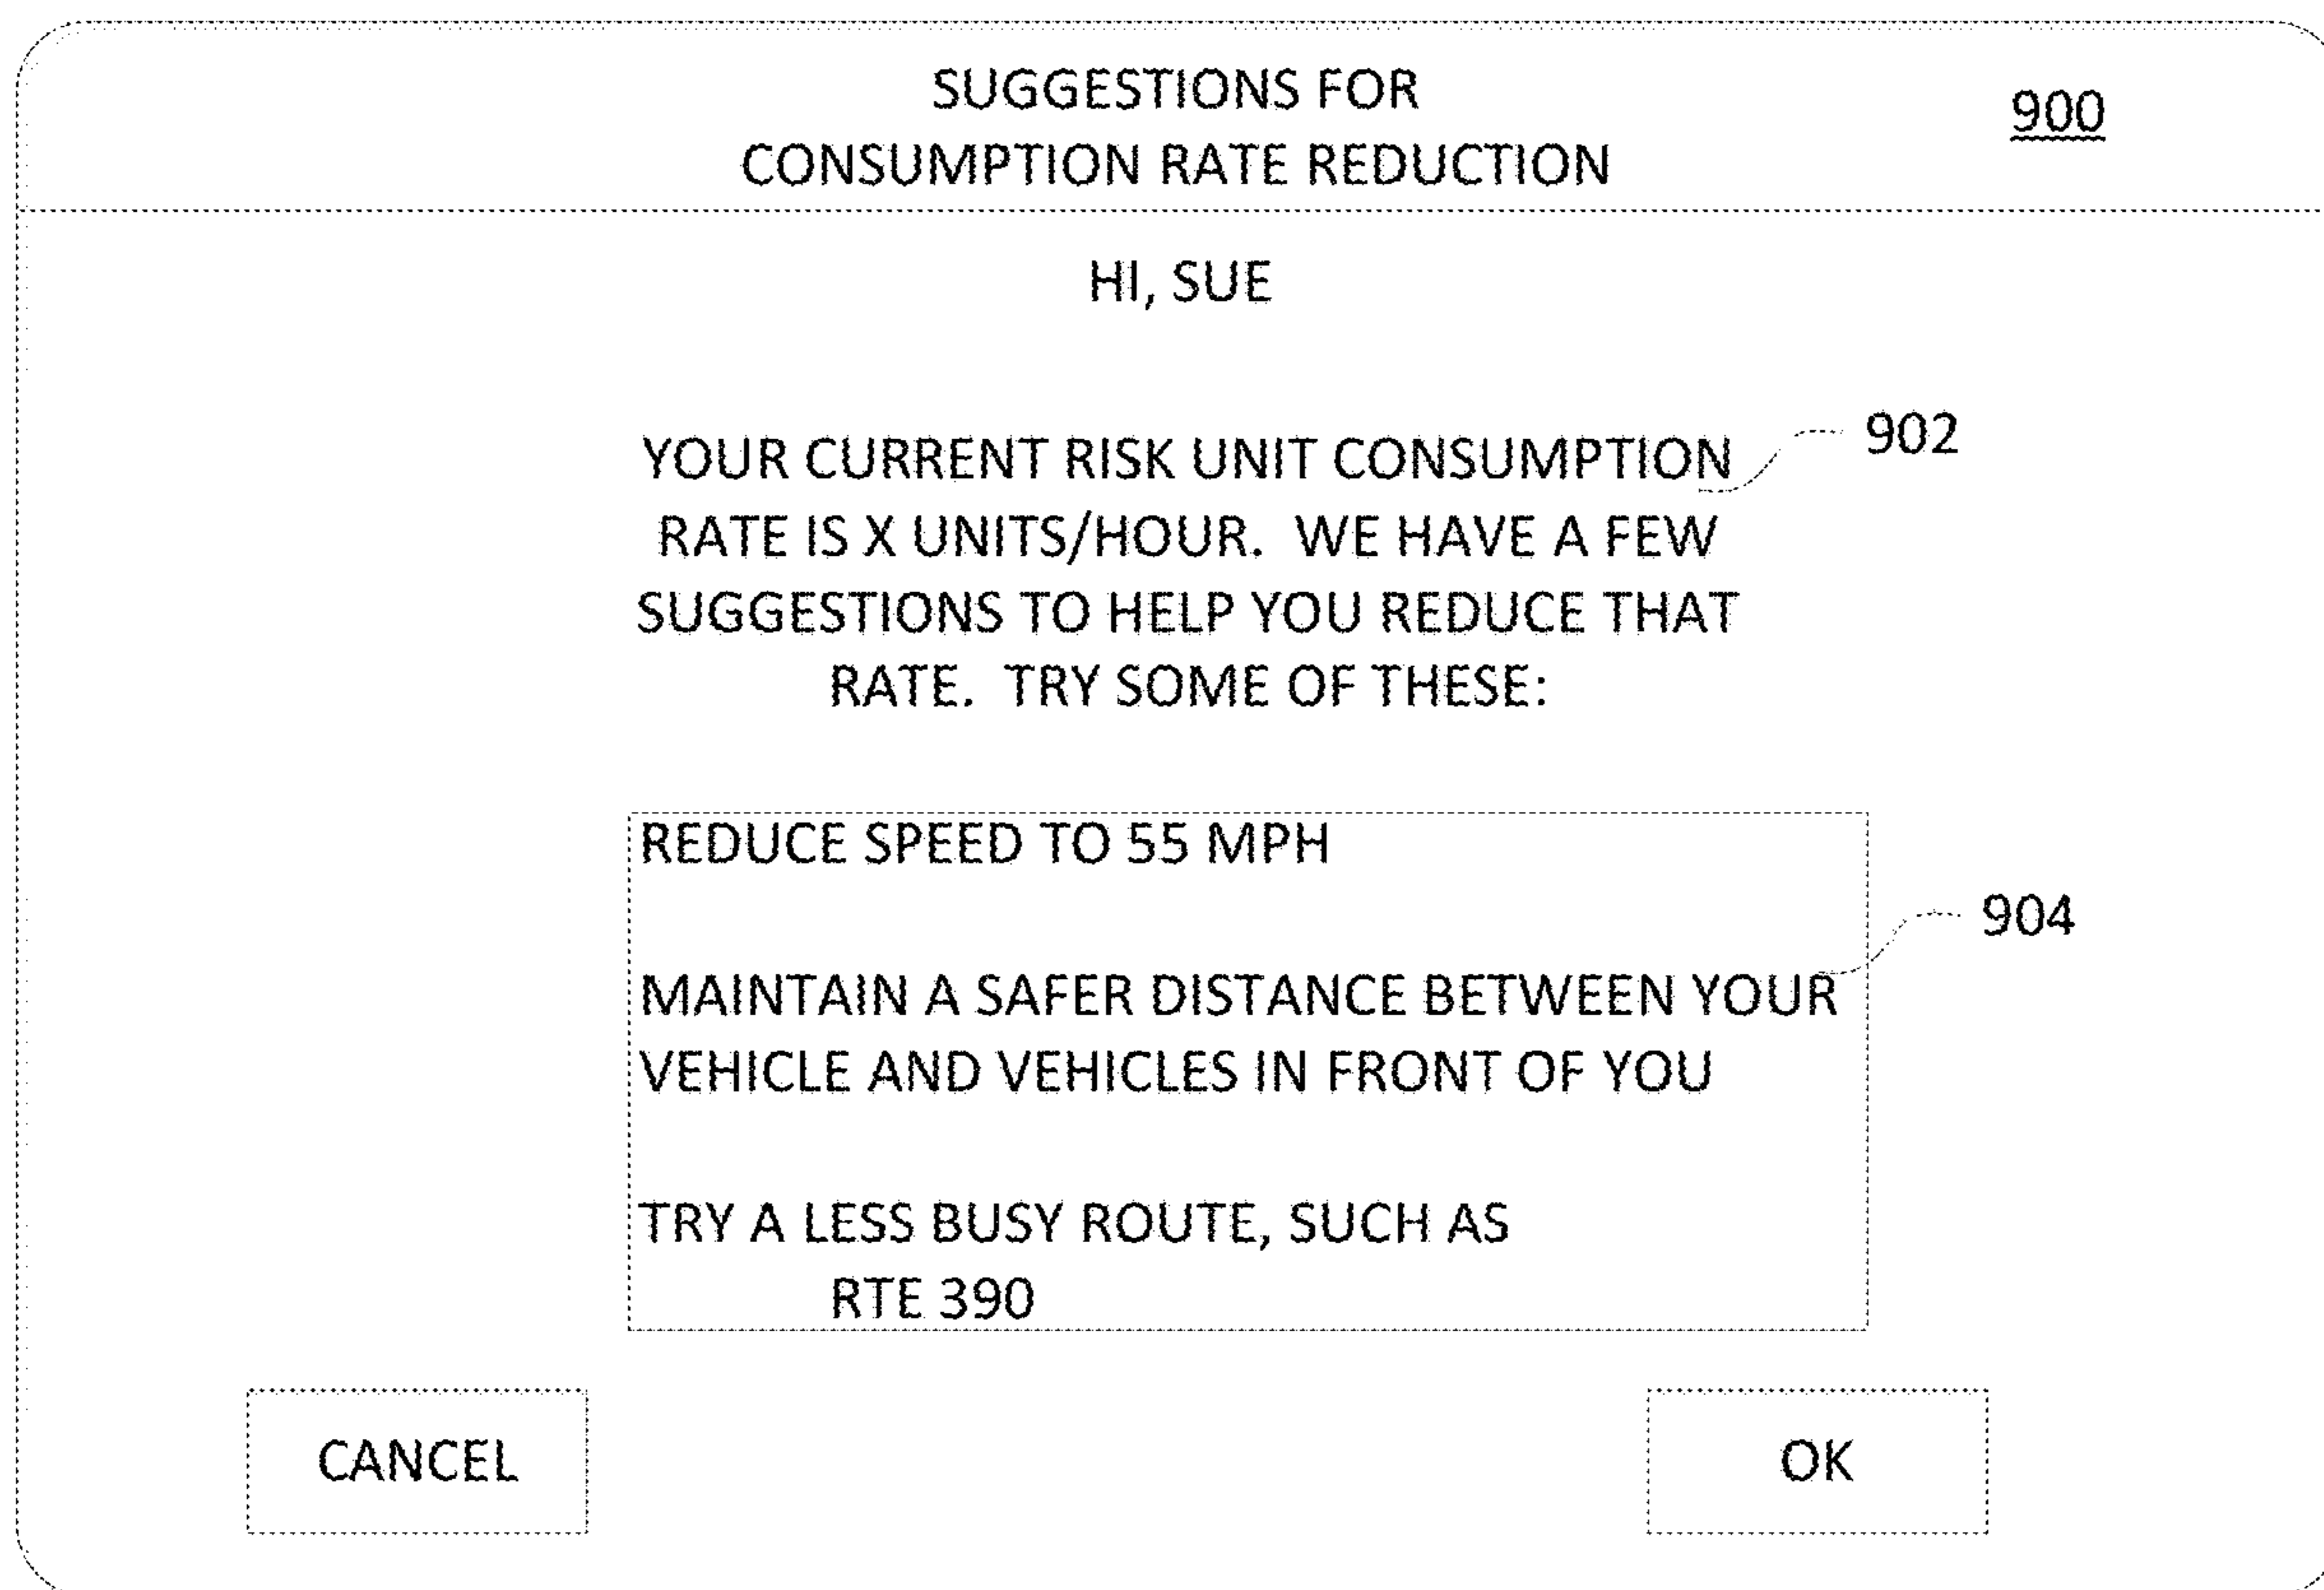 SUGGESTIONS FOR
CONSUMPTION RATE REDUCTION
900
HI, SUE
YOUR CURRENT RISK UNIT CONSUMPTION
902
RATE IS X UNITS/HOUR.  WE HAVE A FEW
SUGGESTIONS TO HELP YOU REDUCE THAT
RATE.  TRY SOME OF THESE:
REDUCE SPEED TO 55 MPH
904
MAINTAIN A SAFER DISTANCE BETWEEN YOUR
VEHICLE AND VEHICLES IN FRONT OF YOU
TRY A LESS BUSY ROUTE, SUCH AS
RTE 390
CANCEL
OK